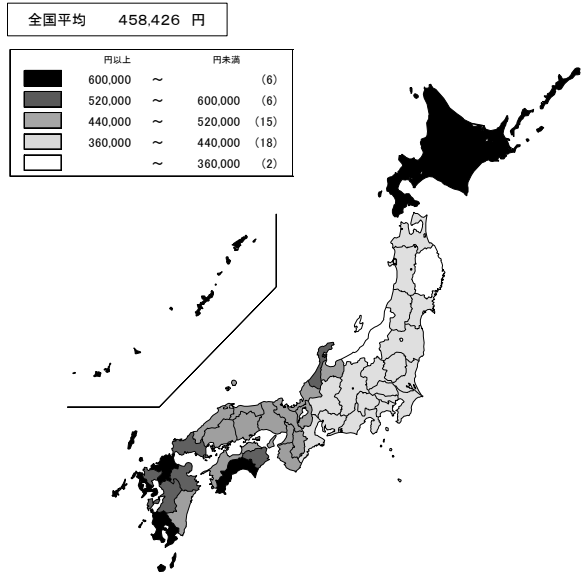 全国平均 458,426 円
円以上 円未満
600,000 ～ (6)
520,000 ～ 600,000 (6)
440,000 ～ 520,000 (15)
360,000 ～ 440,000 (18)
～ 360,000 (2)